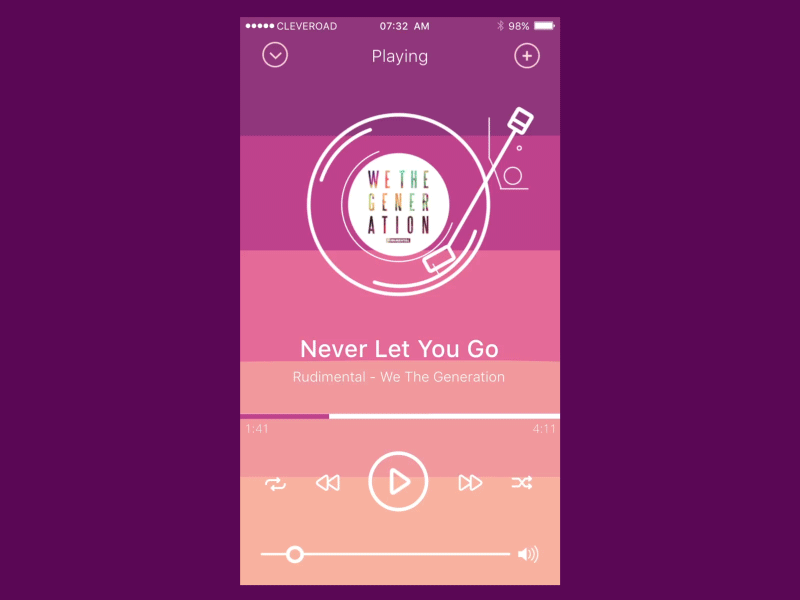 CLEVEROAD 07:32 AM 98%
Playing
WE THE
GENER
ATION
Never Let You Go
Rudimental - We The Generation
1:41 4:11